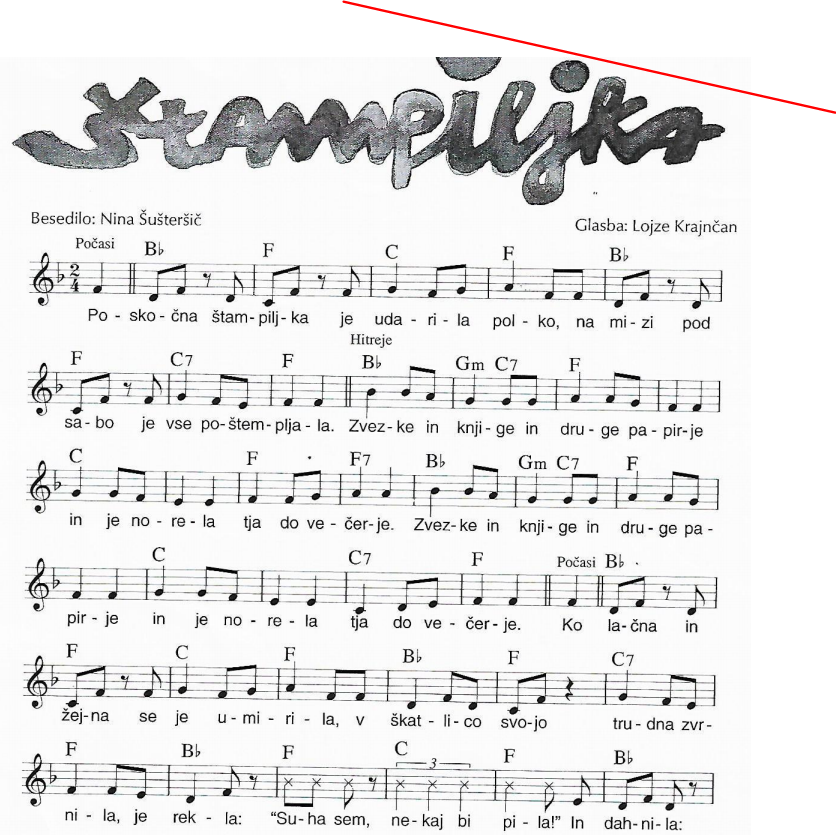 Štampiljka
Besedilo: Nina Šušteršič
Glasba: Lojze Krajnčan
Počasi B♭ F C F B♭
2
4
Po - sko - čna štam - pilj - ka je uda - ri - la pol - ko, na mi - zi pod
Hitreje
F C7 F B♭ Gm C7 F
sa - bo je vse po - štem - plja - la. Zvez - ke in knji - ge in dru - ge pa - pir - je
C F F7 B♭ Gm C7 F
in je no - re - la tja do ve - čer - je. Zvez - ke in knji - ge in dru - ge pa -
C C7 F Počasi B♭
pir - je in je no - re - la tja do ve - čer - je. Ko la - čna in
F C F B♭ F C7
žej - na se je u - mi - ri - la, v škat - li - co svo - jo tru - dna zvr -
F B♭ F C F B♭
3
ni - la, je rek - la: "Su - ha sem, ne - kaj bi pi - la!" In dah - ni - la: